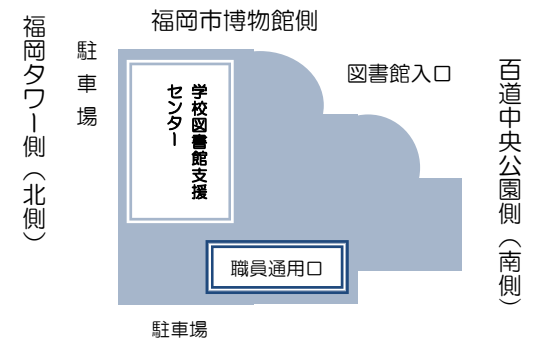 福岡市博物館側
福岡タワー側（北側）
駐車場
図書館入口
百道中央公園側（南側）
学校図書館支援
センター
職員通用口
駐車場